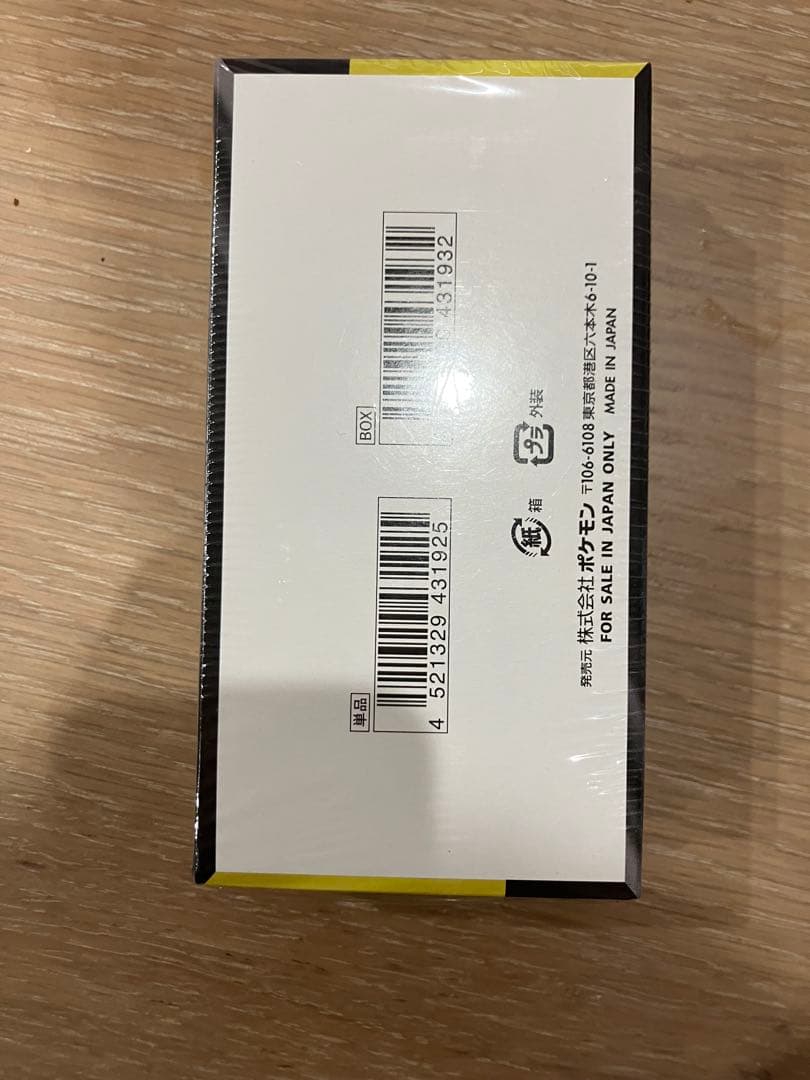 単品
4 521329 431925
BOX
431932
紙 箱
プラ 外装
発売元 株式会社 ポケモン 〒106-6108 東京都港区六本木6-10-1
FOR SALE IN JAPAN ONLY MADE IN JAPAN